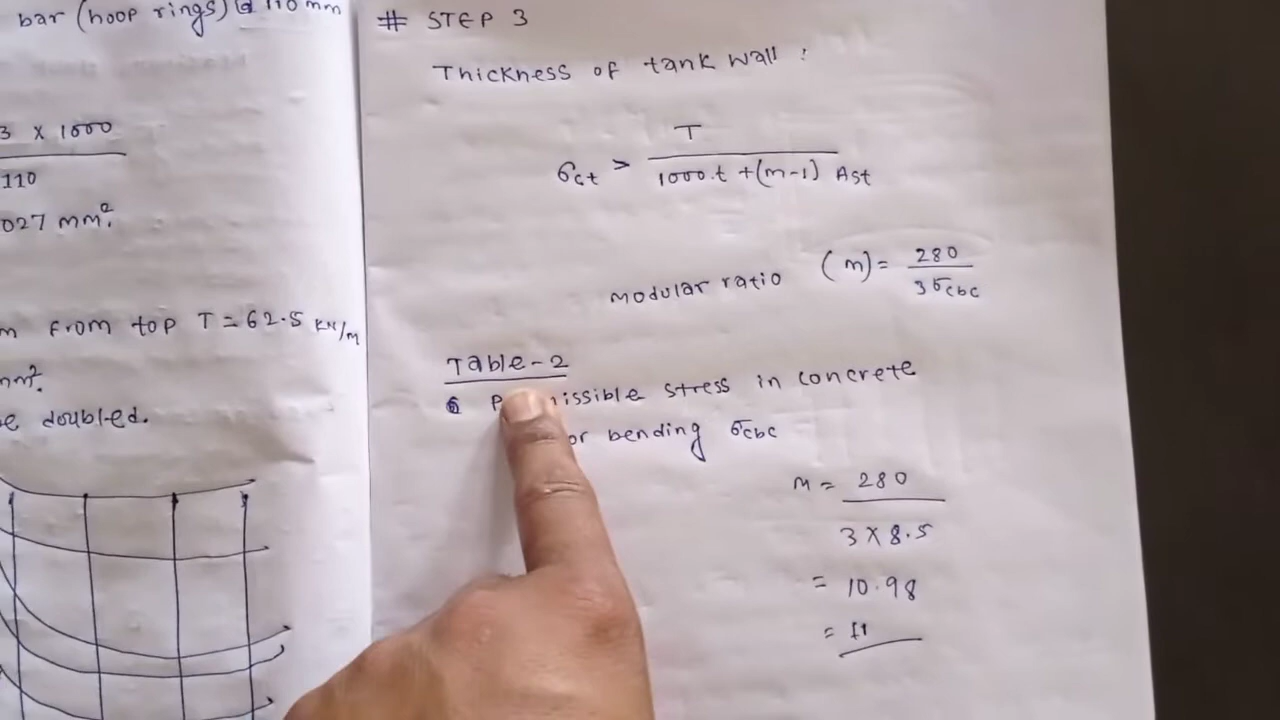 bar (hoop rings) @ 110 mm
3 x 1000
110
027 mm².
m from top T = 62.5 KN/m
mm².
doubled.
# STEP 3
Thickness of tank wall :
σct > T / 1000.t + (m-1) Ast
modular ratio (m) = 280 / 3σcbc
Table-2
stress in concrete
bending σcbc
m = 280
3 x 8.5
= 10.98
= 11